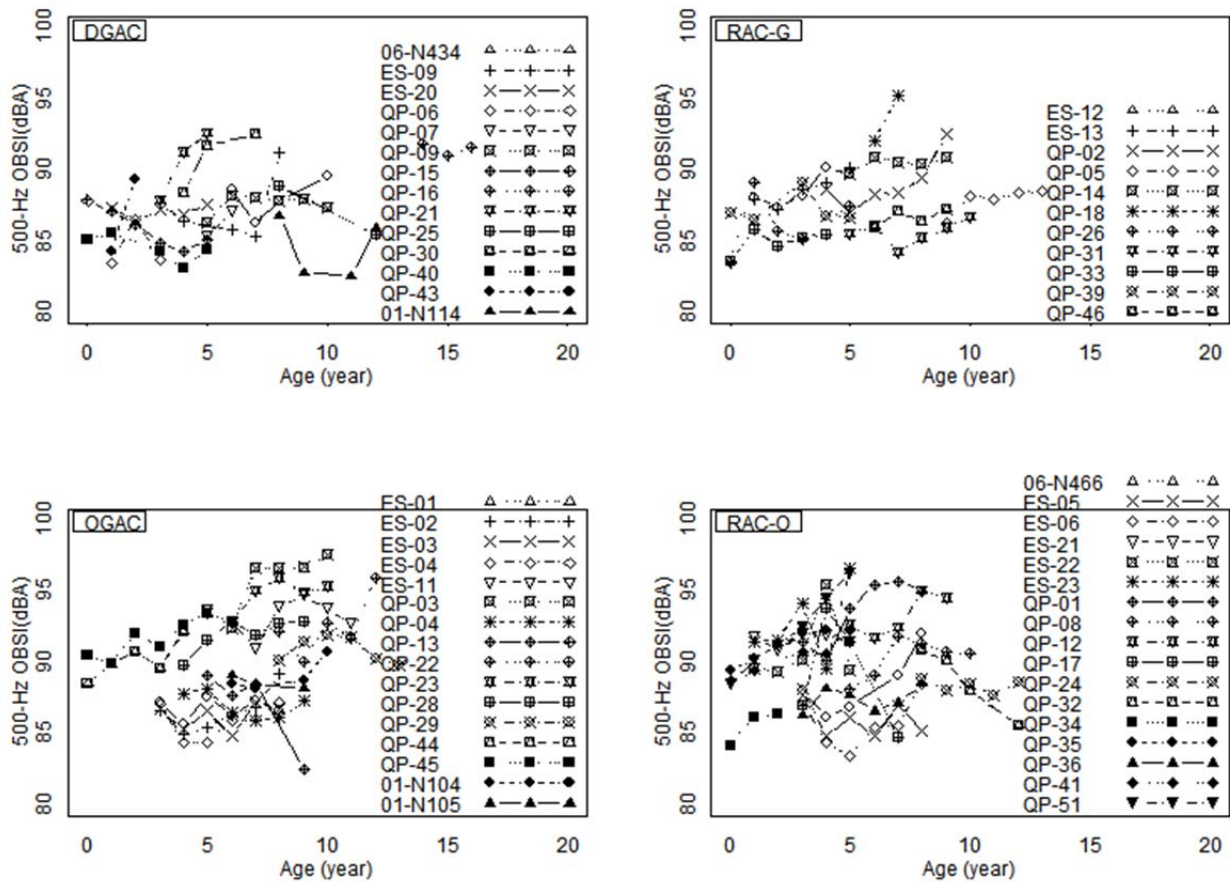 DGAC
500-Hz OBSI(dBA)
100
95
90
85
80
06-N434
ES-09
ES-20
QP-06
QP-07
QP-09
QP-15
QP-16
QP-21
QP-25
QP-30
QP-40
QP-43
01-N114
0 5 10 15 20
Age (year)
RAC-G
500-Hz OBSI(dBA)
100
95
90
85
80
ES-12
ES-13
QP-02
QP-05
QP-14
QP-18
QP-26
QP-31
QP-33
QP-39
QP-46
0 5 10 15 20
Age (year)
OGAC
500-Hz OBSI(dBA)
100
95
90
85
80
ES-01
ES-02
ES-03
ES-04
ES-11
QP-03
QP-04
QP-13
QP-22
QP-23
QP-28
QP-29
QP-44
QP-45
01-N104
01-N105
0 5 10 15 20
Age (year)
RAC-O
500-Hz OBSI(dBA)
100
95
90
85
80
06-N466
ES-05
ES-06
ES-21
ES-22
ES-23
QP-01
QP-08
QP-12
QP-17
QP-24
QP-32
QP-34
QP-35
QP-36
QP-41
QP-51
0 5 10 15 20
Age (year)